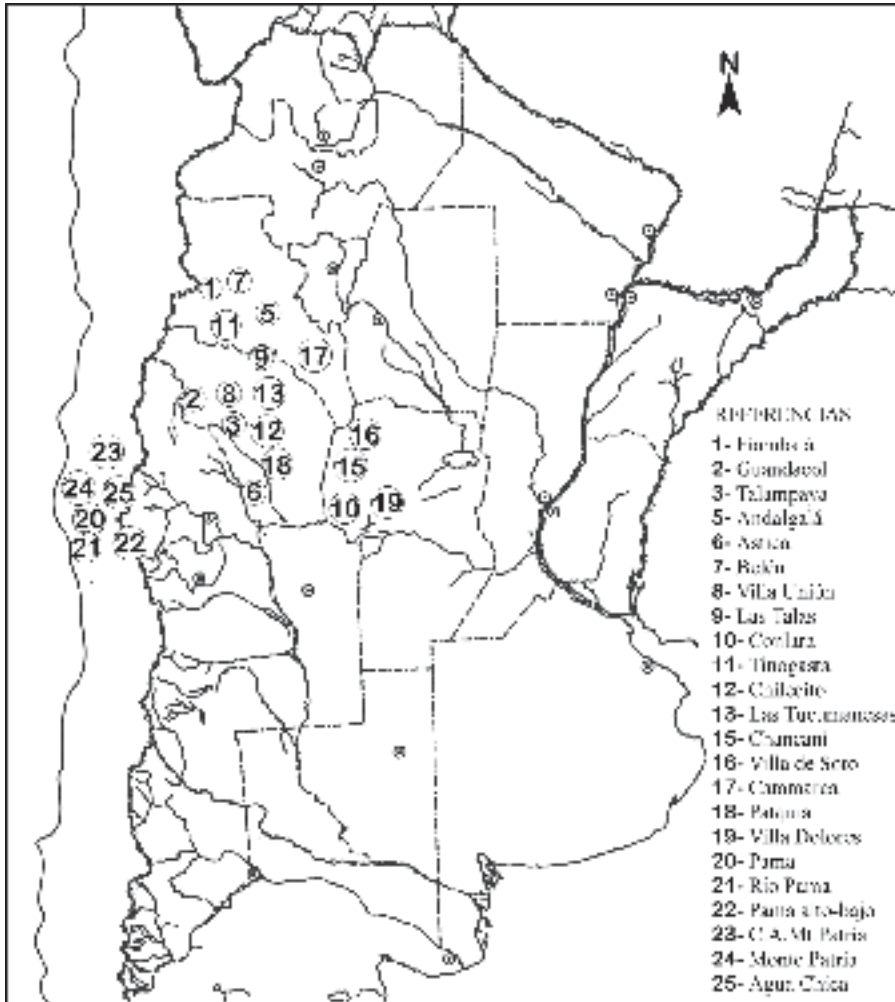 N
1
7
5
11
9
17
2
8
13
3
12
16
23
18
15
24
25
6
10
19
20
21
22
REFERENCIAS
1-
2- Guandacol
3- Talampaya
5- Andalgalá
6- Astica
7- Belén
8- Villa Unión
9- Las Talas
10- Conlara
11- Tinogasta
12- Chilecito
13- Las Tucumanesas
15- Chancaní
16- Villa de Soto
17- Catamarca
18- Patquía
19- Villa Dolores
20- Pama
21- Río Pama
22- Pama alto-bajo
23- C.A.Mt Patria
24- Monte Patria
25- Agua Chica